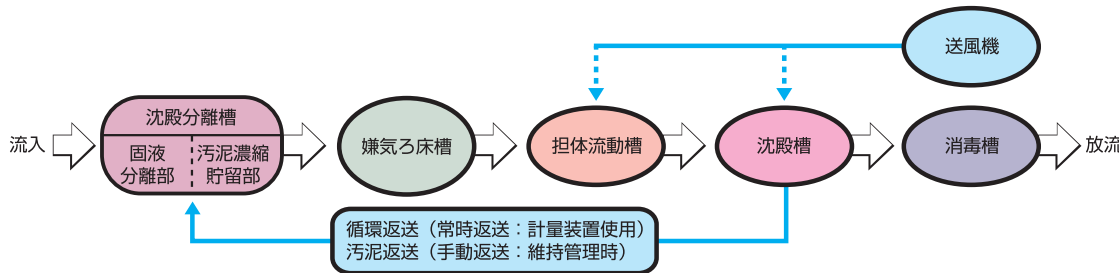 送風機
流入
沈殿分離槽
固液
分離部
汚泥濃縮
貯留部
嫌気ろ床槽
担体流動槽
沈殿槽
消毒槽
放流
循環返送（常時返送：計量装置使用）
汚泥返送（手動返送：維持管理時）